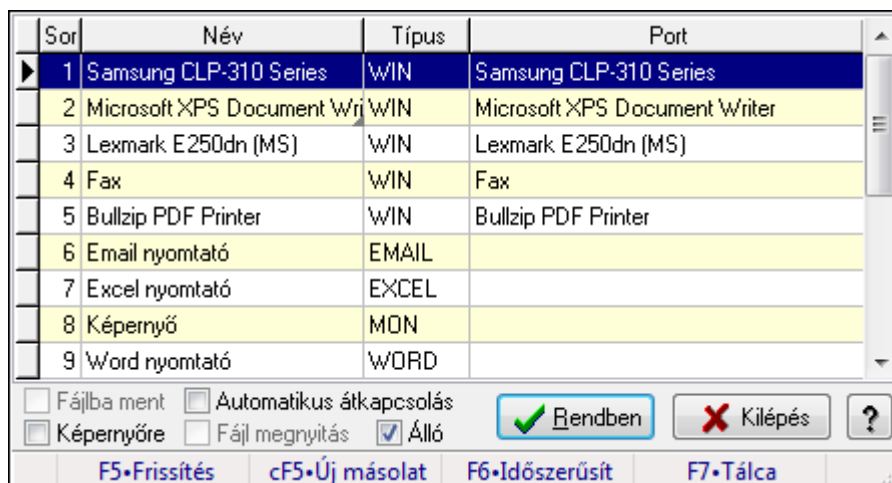 Sor Név Típus Port
1 Samsung CLP-310 Series WIN Samsung CLP-310 Series
2 Microsoft XPS Document Wri WIN Microsoft XPS Document Writer
3 Lexmark E250dn (MS) WIN Lexmark E250dn (MS)
4 Fax WIN Fax
5 Bullzip PDF Printer WIN Bullzip PDF Printer
6 Email nyomtató EMAIL
7 Excel nyomtató EXCEL
8 Képernyő MON
9 Word nyomtató WORD
Fájlba ment Automatikus átkapcsolás
Képernyőre Fájl megnyitás Álló
Rendben Kilépés ?
F5•Frissítés cF5•Új másolat F6•Időszerűsít F7•Tálca